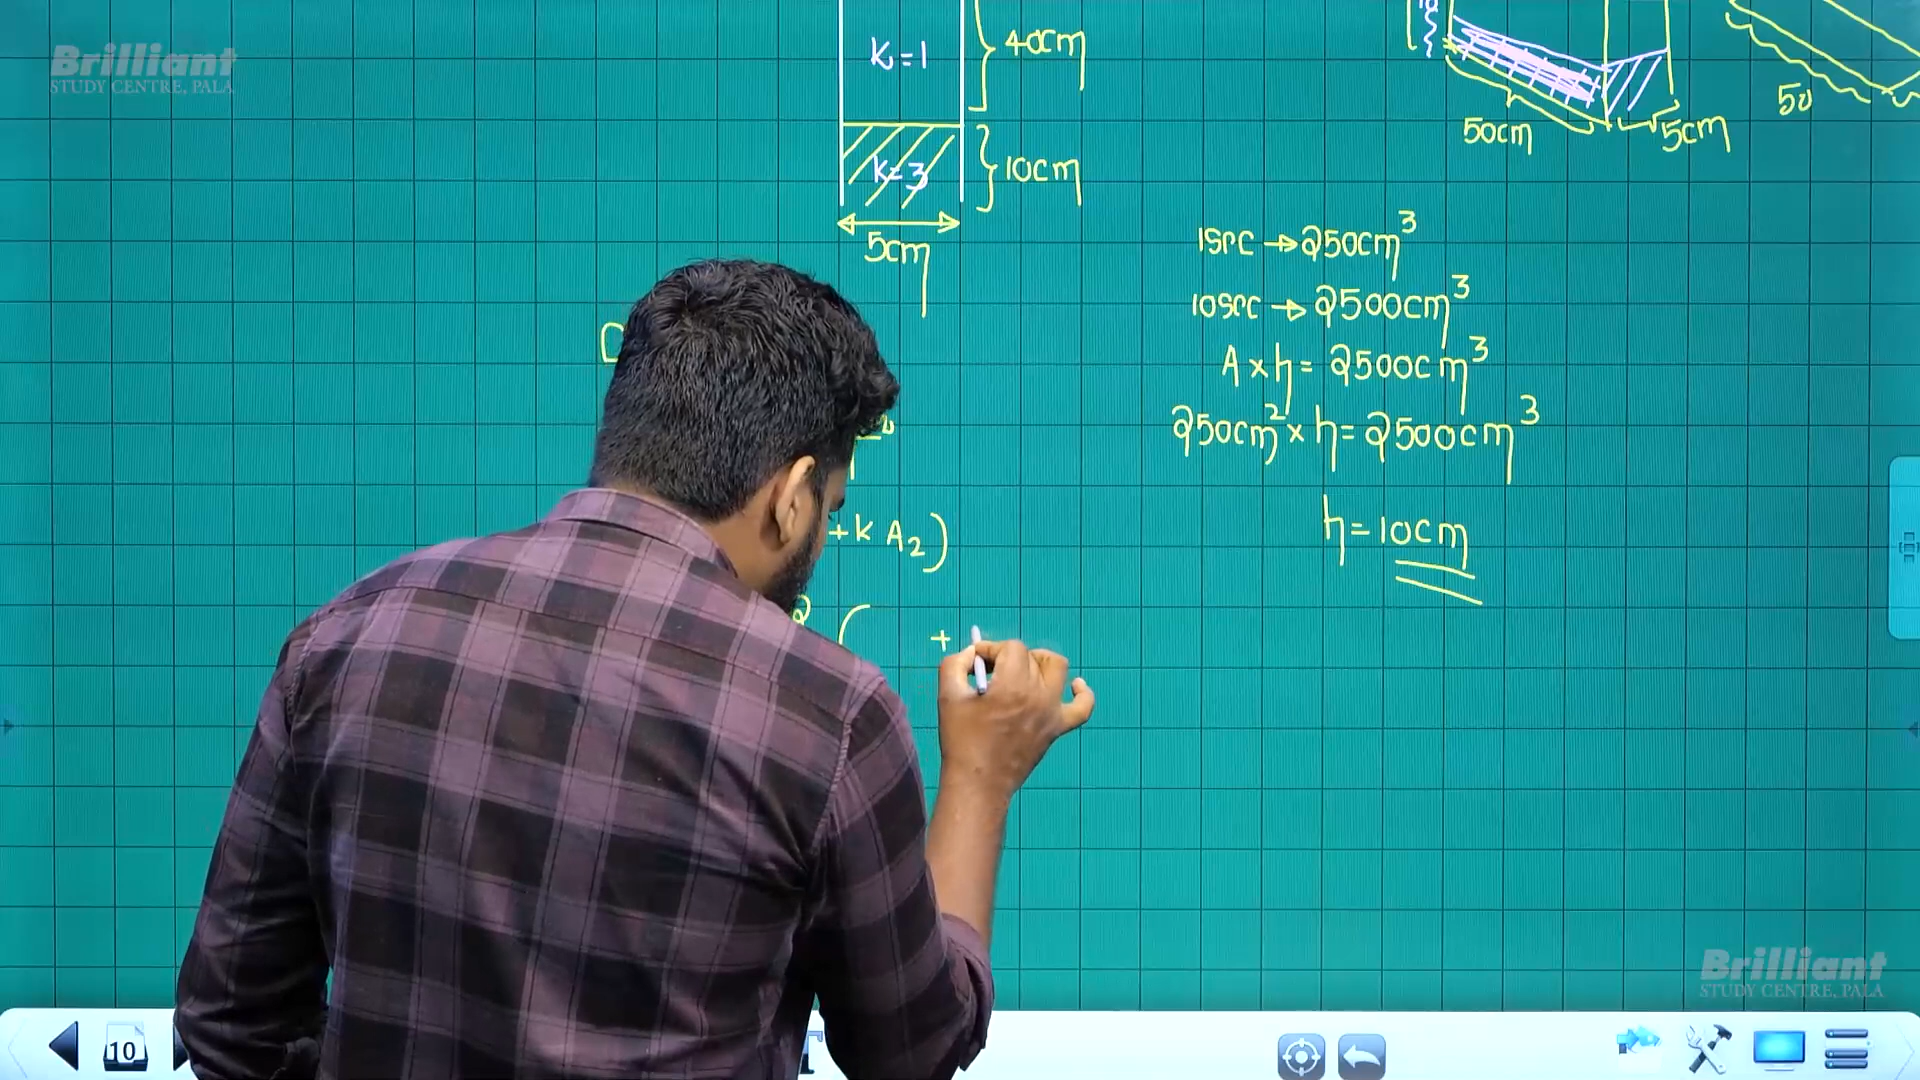 Brilliant
STUDY CENTRE, PALA
K=1
40cm
K=3
10cm
5cm
50cm
5cm
50
1sec → 250cm³
10sec → 2500cm³
A × h = 2500cm³
250cm² × h = 2500cm³
h = 10cm
+ K A₂)
2 ( +
10
Brilliant
STUDY CENTRE, PALA